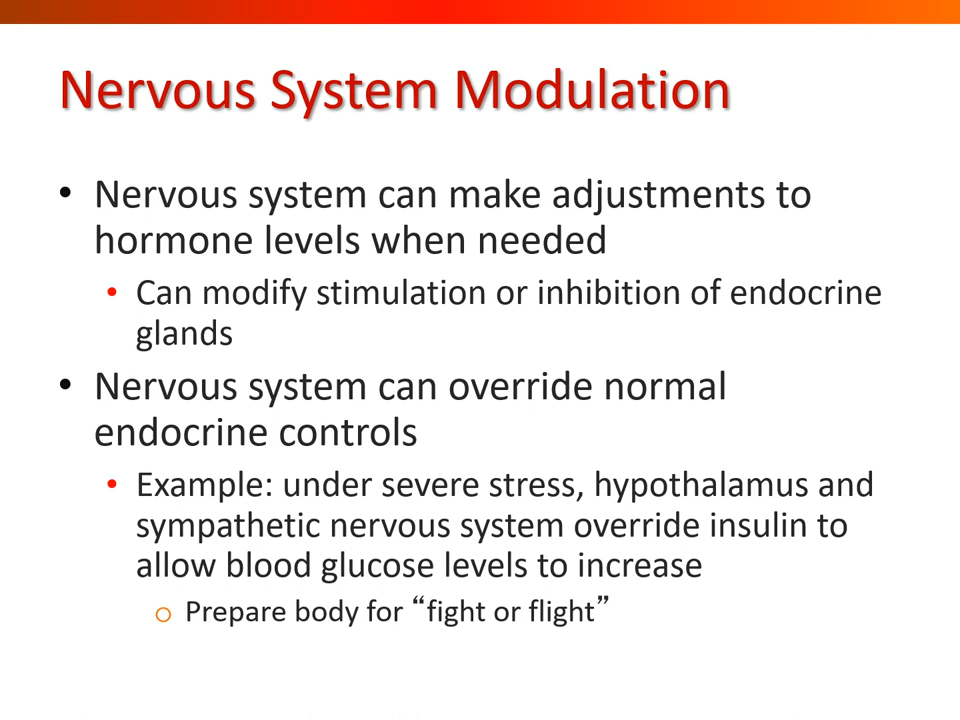 Nervous System Modulation
• Nervous system can make adjustments to
hormone levels when needed
• Can modify stimulation or inhibition of endocrine
glands
• Nervous system can override normal
endocrine controls
• Example: under severe stress, hypothalamus and
sympathetic nervous system override insulin to
allow blood glucose levels to increase
o Prepare body for “fight or flight”